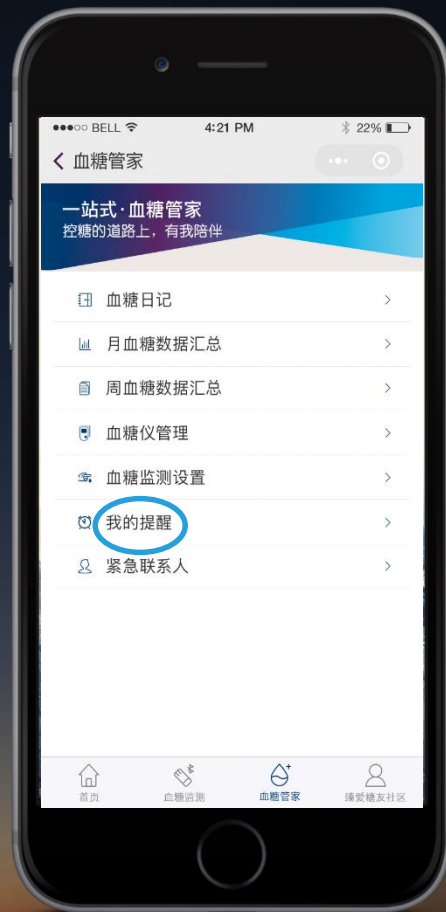 BELL
4:21 PM
22%
血糖管家
一站式·血糖管家
控糖的道路上，有我陪伴
血糖日记
月血糖数据汇总
周血糖数据汇总
血糖仪管理
血糖监测设置
我的提醒
紧急联系人
首页
血糖监测
血糖管家
臻爱糖友社区